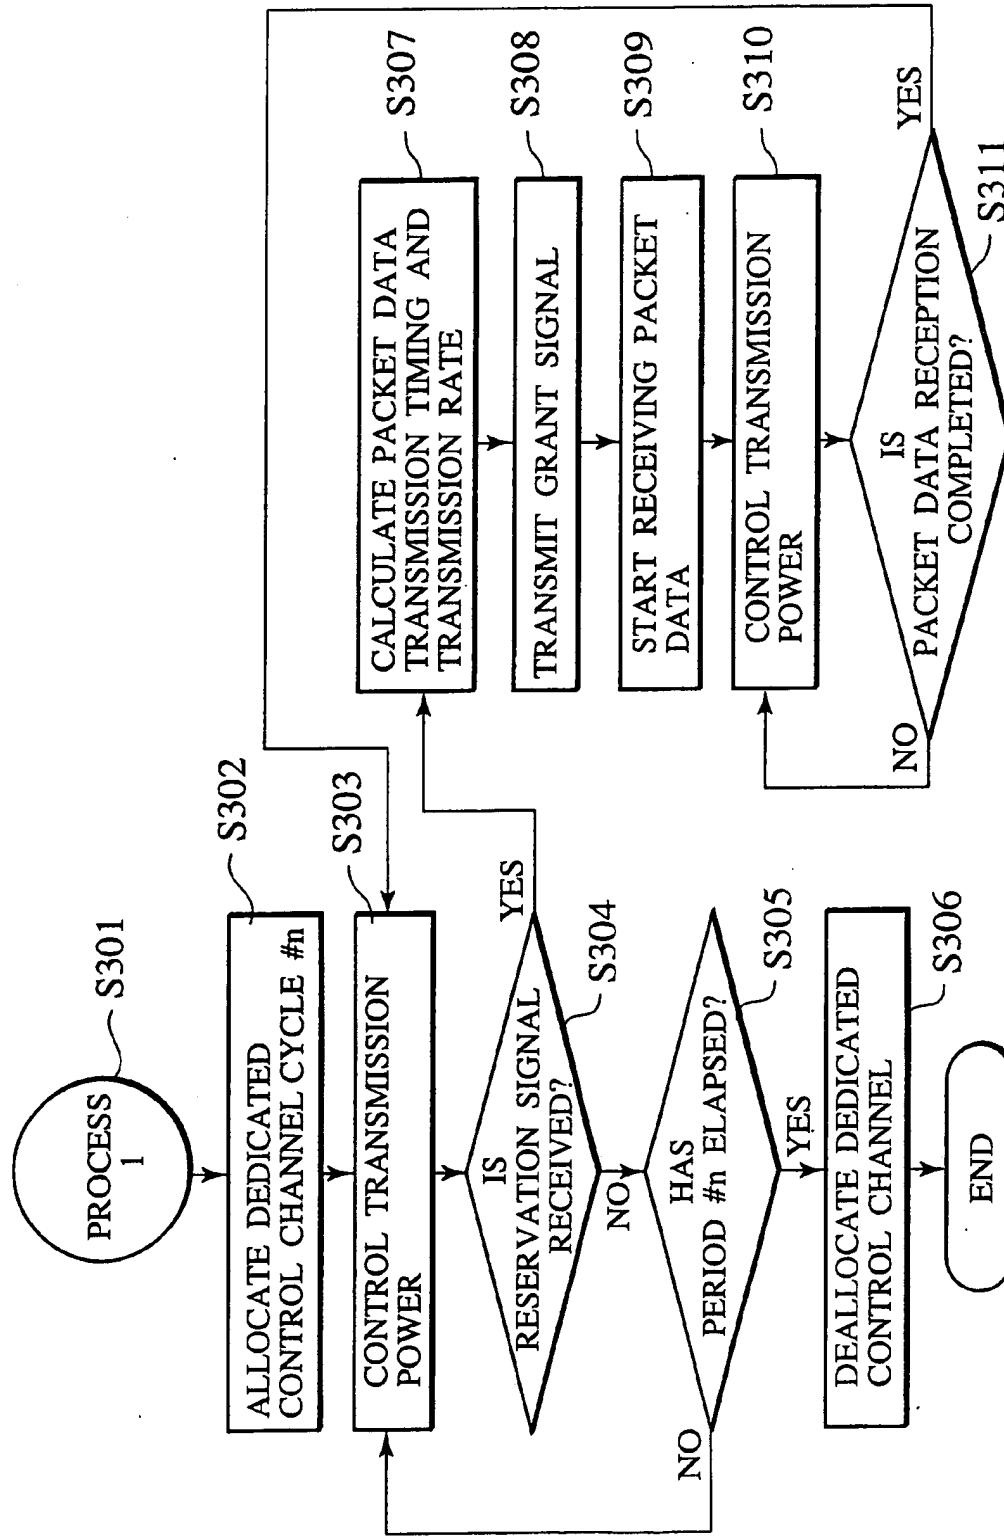 PROCESS
1
S301
ALLOCATE DEDICATED
CONTROL CHANNEL CYCLE #n
S302
CONTROL TRANSMISSION
POWER
S303
IS
RESERVATION SIGNAL
RECEIVED?
S304
YES
NO
HAS
PERIOD #n ELAPSED?
S305
NO
YES
DEALLOCATE DEDICATED
CONTROL CHANNEL
S306
END
CALCULATE PACKET DATA
TRANSMISSION TIMING AND
TRANSMISSION RATE
S307
TRANSMIT GRANT SIGNAL
S308
START RECEIVING PACKET
DATA
S309
CONTROL TRANSMISSION
POWER
S310
IS
PACKET DATA RECEPTION
COMPLETED?
S311
NO
YES